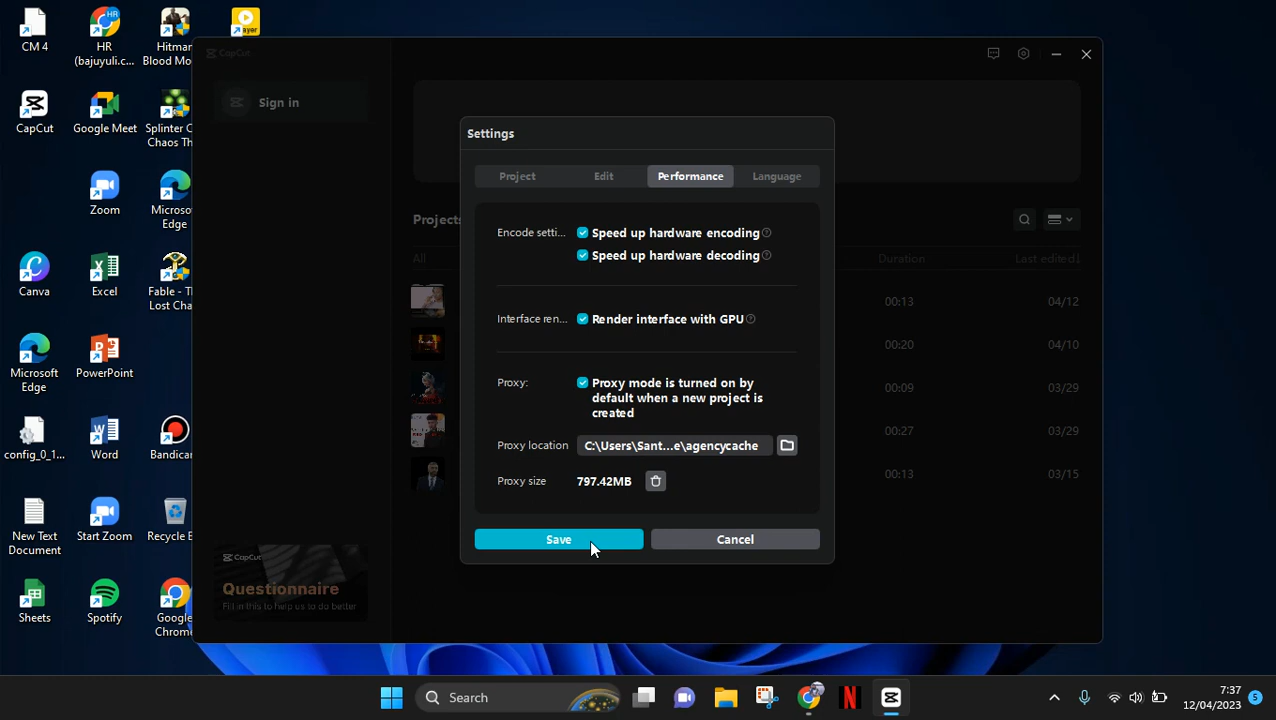 CM 4
HR
(bajuyuli.c...
Hitman
Blood Mo...
ayer
CapCut
Google Meet
Splinter C
Chaos Th
Zoom
Microso
Edge
Canva
Excel
Fable - T
Lost Cha
Microsoft
Edge
PowerPoint
config_0_1...
Word
Bandicar
New Text
Document
Start Zoom
Recycle B
Sheets
Spotify
Google
Chrome
CapCut
Sign in
Projects
All
Duration
Last edited↓
00:13
04/12
00:20
04/10
00:09
03/29
00:27
03/29
00:13
03/15
CapCut
Questionnaire
Fill in this to help us to do better
Settings
Project
Edit
Performance
Language
Encode setti...
Speed up hardware encoding
Speed up hardware decoding
Interface ren...
Render interface with GPU
Proxy:
Proxy mode is turned on by
default when a new project is
created
Proxy location
C:\Users\Sant...e\agencycache
Proxy size
797.42MB
Save
Cancel
Search
7:37
12/04/2023
S